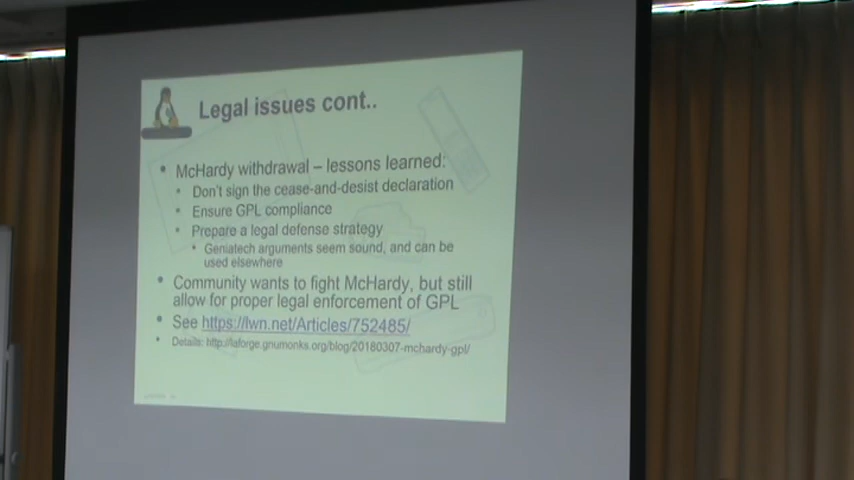 Legal issues cont..
• McHardy withdrawal – lessons learned:
• Don't sign the cease-and-desist declaration
• Ensure GPL compliance
• Prepare a legal defense strategy
• Geniatech arguments seem sound, and can be
used elsewhere
• Community wants to fight McHardy, but still
allow for proper legal enforcement of GPL
• See https://lwn.net/Articles/752485/
• Details: http://laforge.gnumonks.org/blog/20180307-mchardy-gpl/